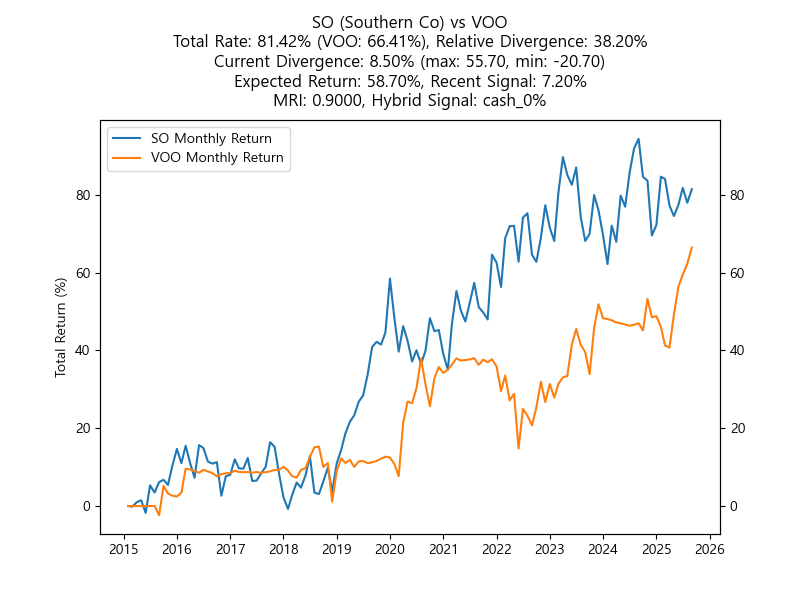 SO (Southern Co) vs VOO
Total Rate: 81.42% (VOO: 66.41%), Relative Divergence: 38.20%
Current Divergence: 8.50% (max: 55.70, min: -20.70)
Expected Return: 58.70%, Recent Signal: 7.20%
MRI: 0.9000, Hybrid Signal: cash_0%
SO Monthly Return
VOO Monthly Return
Total Return (%)
80
60
40
20
0
80
60
40
20
0
2015 2016 2017 2018 2019 2020 2021 2022 2023 2024 2025 2026